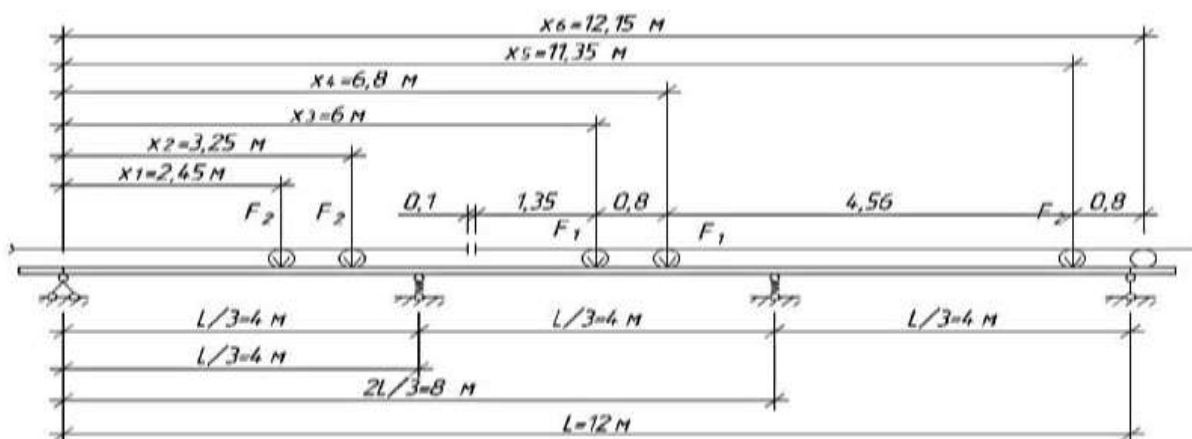 x6=12,15 м
x5=11,35 м
x4=6,8 м
x3=6 м
x2=3,25 м
x1=2,45 м
0,1 1,35 0,8 4,56 0,8
F2 F2 F1 F1 F2
L/3=4 м L/3=4 м L/3=4 м
L/3=4 м
2L/3=8 м
L=12 м